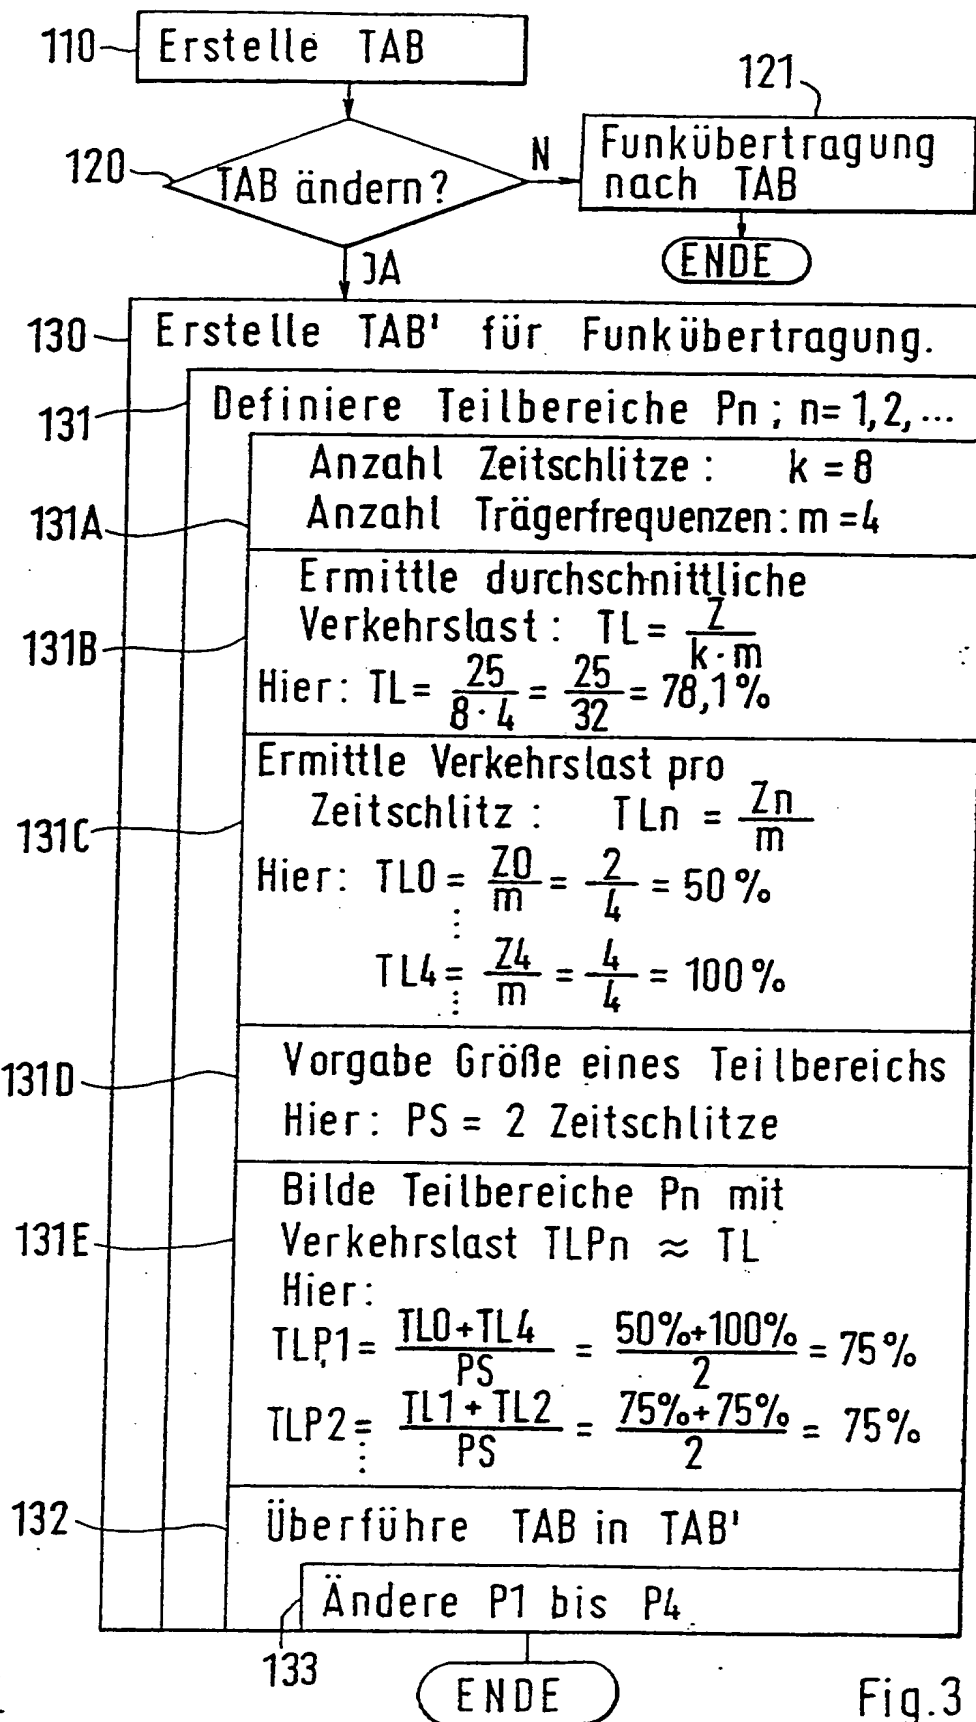 110 Erstelle TAB
121
120 TAB ändern? N Funkübertragung
nach TAB
JA ENDE
130 Erstelle TAB' für Funkübertragung.
131 Definiere Teilbereiche Pn ; n= 1,2, ...
Anzahl Zeitschlitze : k = 8
131A Anzahl Trägerfrequenzen: m = 4
Ermittle durchschnittliche
131B Verkehrslast : TL = Z / k · m
Hier: TL = 25 / 8 · 4 = 25 / 32 = 78,1%
Ermittle Verkehrslast pro
131C Zeitschlitz : TLn = Zn / m
Hier: TL0 = Z0 / m = 2 / 4 = 50 %
⋮
TL4 = Z4 / m = 4 / 4 = 100 %
⋮
131D Vorgabe Größe eines Teilbereichs
Hier: PS = 2 Zeitschlitze
Bilde Teilbereiche Pn mit
131E Verkehrslast TLPn ≈ TL
Hier:
TLP1 = TL0+TL4 / PS = 50%+100% / 2 = 75%
TLP2 = TL1 + TL2 / PS = 75%+75% / 2 = 75%
⋮
132 Überführe TAB in TAB'
133 Ändere P1 bis P4
ENDE
Fig.3